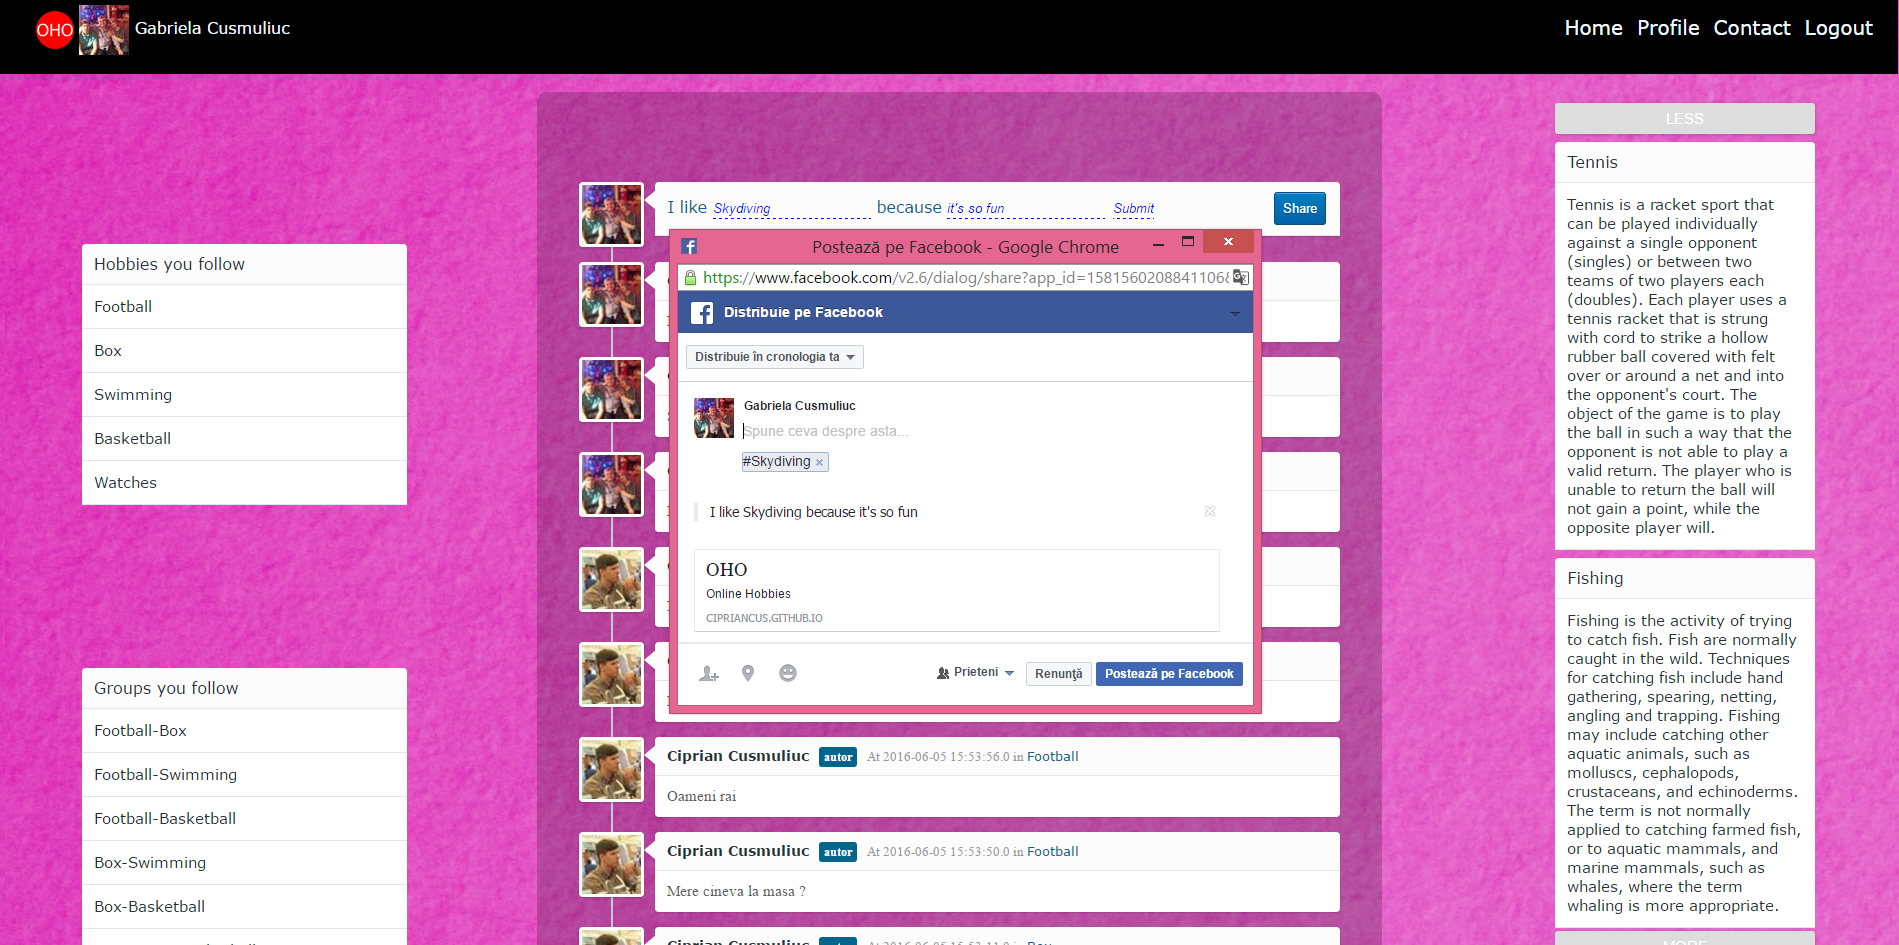 OHO
Gabriela Cusmuliuc
Home Profile Contact Logout
Hobbies you follow
Football
Box
Swimming
Basketball
Watches
Groups you follow
Football-Box
Football-Swimming
Football-Basketball
Box-Swimming
Box-Basketball
I like Skydiving because it's so fun Submit
Share
Postează pe Facebook - Google Chrome
https://www.facebook.com/v2.6/dialog/share?app_id=1581560208841106&
Distribuie pe Facebook
Distribuie în cronologia ta
Gabriela Cusmuliuc
Spune ceva despre asta...
#Skydiving
I like Skydiving because it's so fun
OHO
Online Hobbies
CIPRIANCUS.GITHUB.IO
Prieteni
Renunţă
Postează pe Facebook
Ciprian Cusmuliuc autor At 2016-06-05 15:53:56.0 in Football
Oameni rai
Ciprian Cusmuliuc autor At 2016-06-05 15:53:50.0 in Football
Mere cineva la masa ?
Ciprian Cusmuliuc
LESS
Tennis
Tennis is a racket sport that
can be played individually
against a single opponent
(singles) or between two
teams of two players each
(doubles). Each player uses a
tennis racket that is strung
with cord to strike a hollow
rubber ball covered with felt
over or around a net and into
the opponent's court. The
object of the game is to play
the ball in such a way that the
opponent is not able to play a
valid return. The player who is
unable to return the ball will
not gain a point, while the
opposite player will.
Fishing
Fishing is the activity of trying
to catch fish. Fish are normally
caught in the wild. Techniques
for catching fish include hand
gathering, spearing, netting,
angling and trapping. Fishing
may include catching other
aquatic animals, such as
molluscs, cephalopods,
crustaceans, and echinoderms.
The term is not normally
applied to catching farmed fish,
or to aquatic mammals, and
marine mammals, such as
whales, where the term
whaling is more appropriate.
MORE